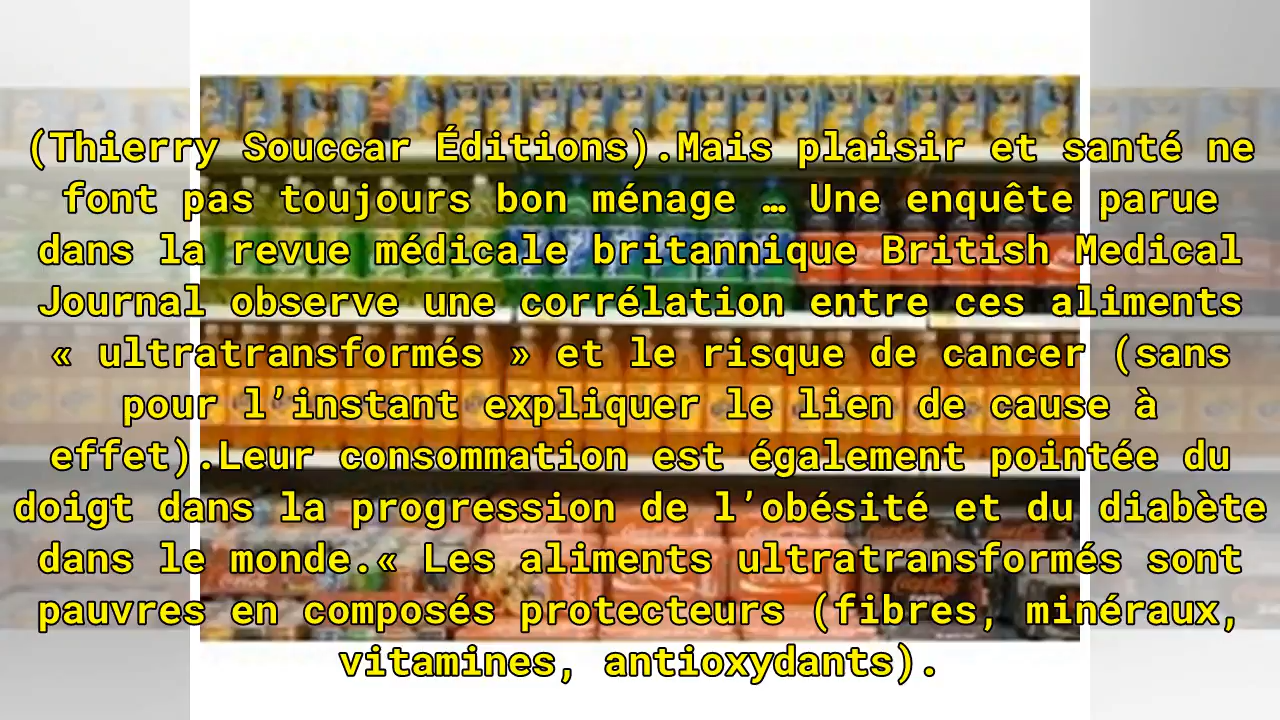 (Thierry Souccar Éditions).Mais plaisir et santé ne
font pas toujours bon ménage … Une enquête parue
dans la revue médicale britannique British Medical
Journal observe une corrélation entre ces aliments
« ultratransformés » et le risque de cancer (sans
pour l’instant expliquer le lien de cause à
effet).Leur consommation est également pointée du
doigt dans la progression de l’obésité et du diabète
dans le monde.« Les aliments ultratransformés sont
pauvres en composés protecteurs (fibres, minéraux,
vitamines, antioxydants).